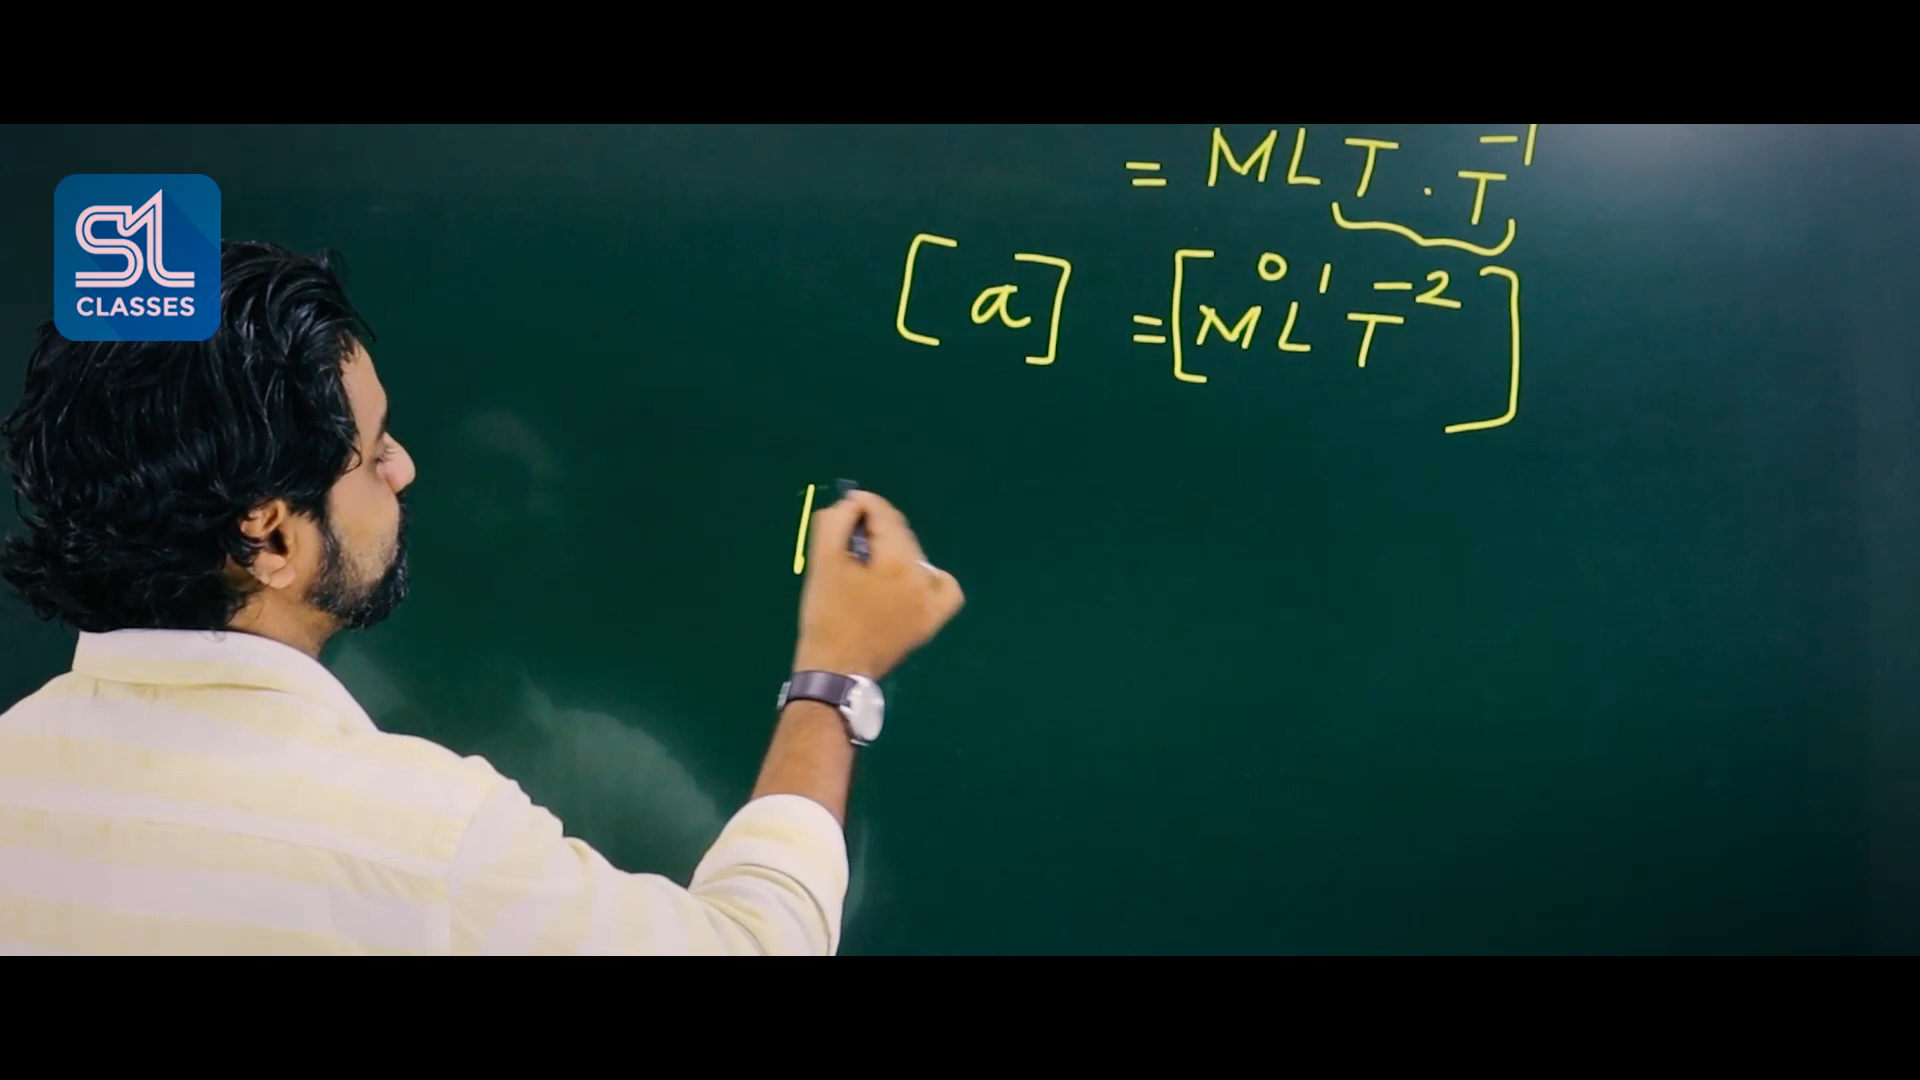 SL
CLASSES
= MLT . T⁻¹
[a] = [M⁰L¹T⁻²]